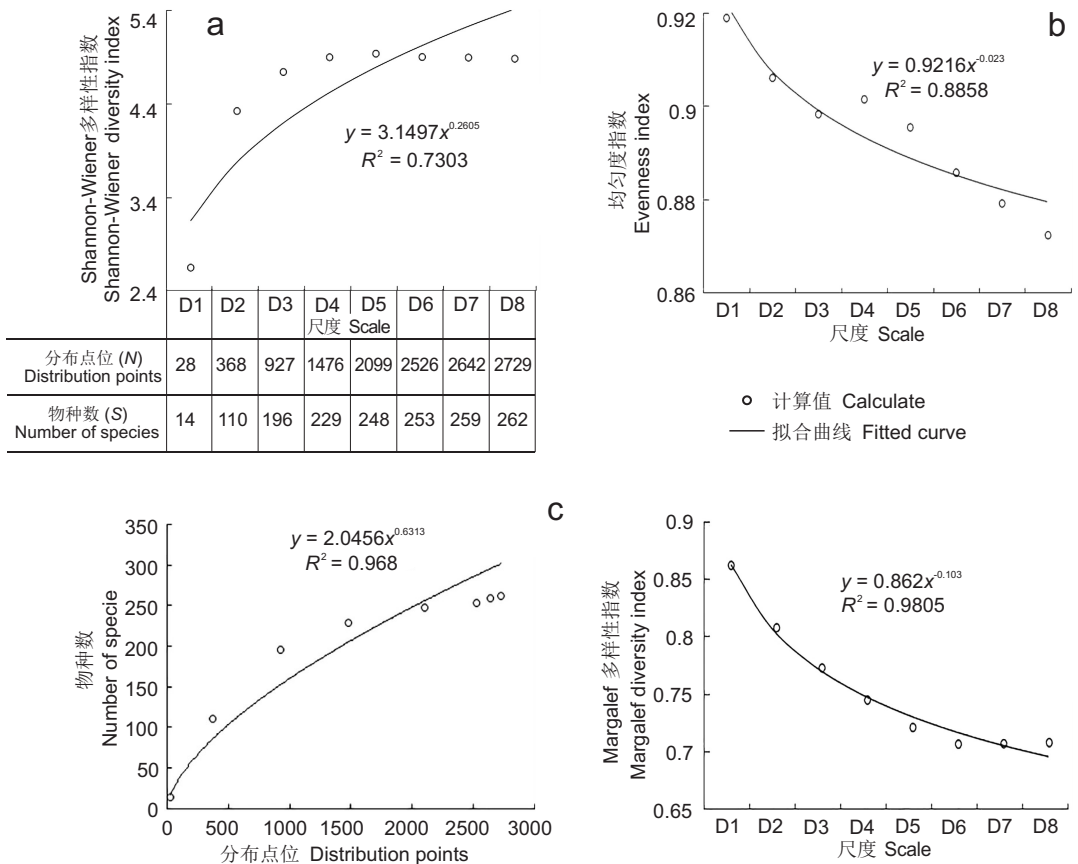 a
5.4
4.4
3.4
2.4
Shannon-Wiener多样性指数
Shannon-Wiener diversity index
y = 3.1497x^0.2605
R² = 0.7303
D1 D2 D3 D4 D5 D6 D7 D8
尺度 Scale
分布点位 (N)
Distribution points
28 368 927 1476 2099 2526 2642 2729
物种数 (S)
Number of species
14 110 196 229 248 253 259 262
b
0.92
0.9
0.88
0.86
均匀度指数
Evenness index
y = 0.9216x^-0.023
R² = 0.8858
D1 D2 D3 D4 D5 D6 D7 D8
尺度 Scale
计算值 Calculate
拟合曲线 Fitted curve
c
350
300
250
200
150
100
50
0
物种数
Number of specie
y = 2.0456x^0.6313
R² = 0.968
0 500 1000 1500 2000 2500 3000
分布点位 Distribution points
0.9
0.85
0.8
0.75
0.7
0.65
Margalef 多样性指数
Margalef diversity index
y = 0.862x^-0.103
R² = 0.9805
D1 D2 D3 D4 D5 D6 D7 D8
尺度 Scale